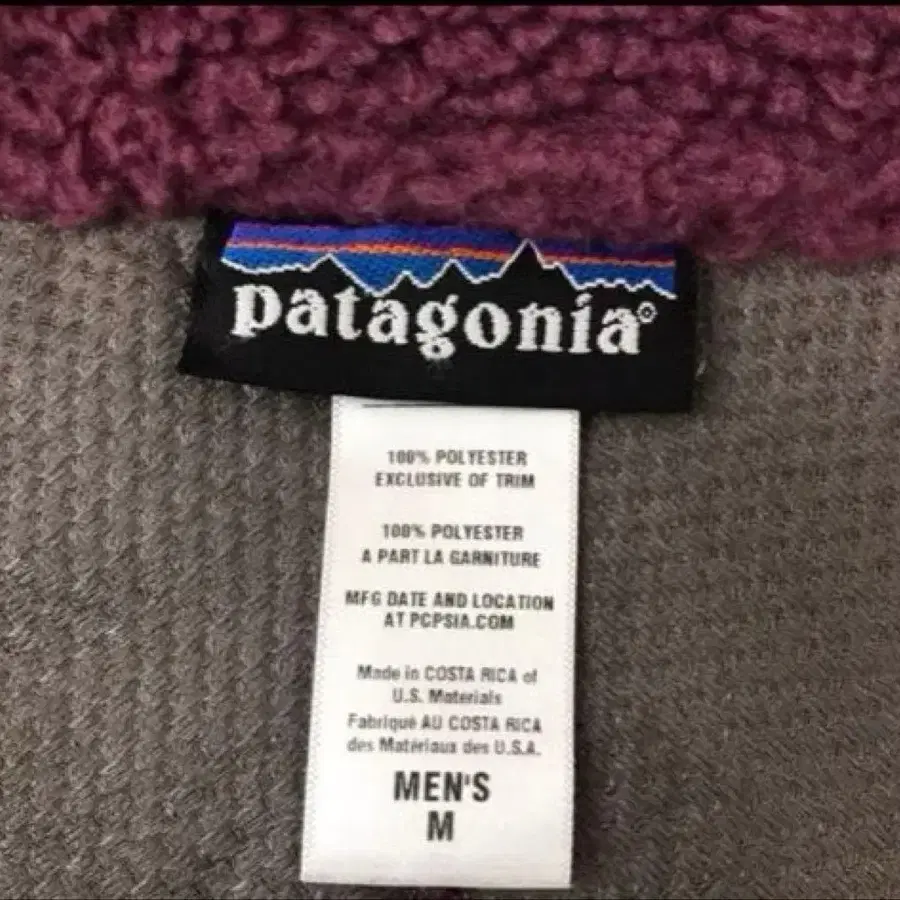 patagonia®
100% POLYESTER
EXCLUSIVE OF TRIM
100% POLYESTER
A PART LA GARNITURE
MFG DATE AND LOCATION
AT PCPSIA.COM
Made in COSTA RICA of
U.S. Materials
Fabriqué AU COSTA RICA
des Matériaux des U.S.A.
MEN'S
M